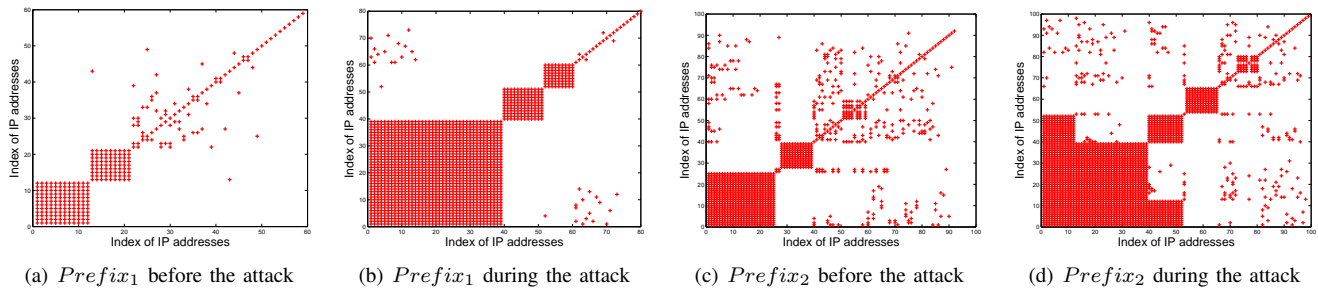 60
50
40
30
20
10
0
0 10 20 30 40 50 60
Index of IP addresses
Index of IP addresses
(a) Prefix₁ before the attack
80
70
60
50
40
30
20
10
0
0 10 20 30 40 50 60 70 80
Index of IP addresses
Index of IP addresses
(b) Prefix₁ during the attack
100
90
80
70
60
50
40
30
20
10
0
0 10 20 30 40 50 60 70 80 90 100
Index of IP addresses
Index of IP addresses
(c) Prefix₂ before the attack
100
90
80
70
60
50
40
30
20
10
0
0 10 20 30 40 50 60 70 80 90 100
Index of IP addresses
Index of IP addresses
(d) Prefix₂ during the attack